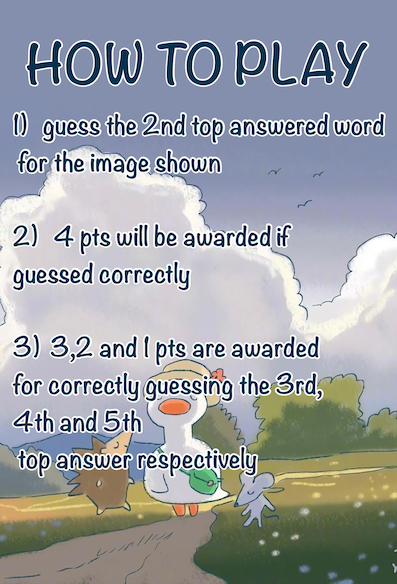 HOW TO PLAY
1) guess the 2nd top answered word
for the image shown
2) 4 pts will be awarded if
guessed correctly
3) 3,2 and 1 pts are awarded
for correctly guessing the 3rd,
4th and 5th
top answer respectively